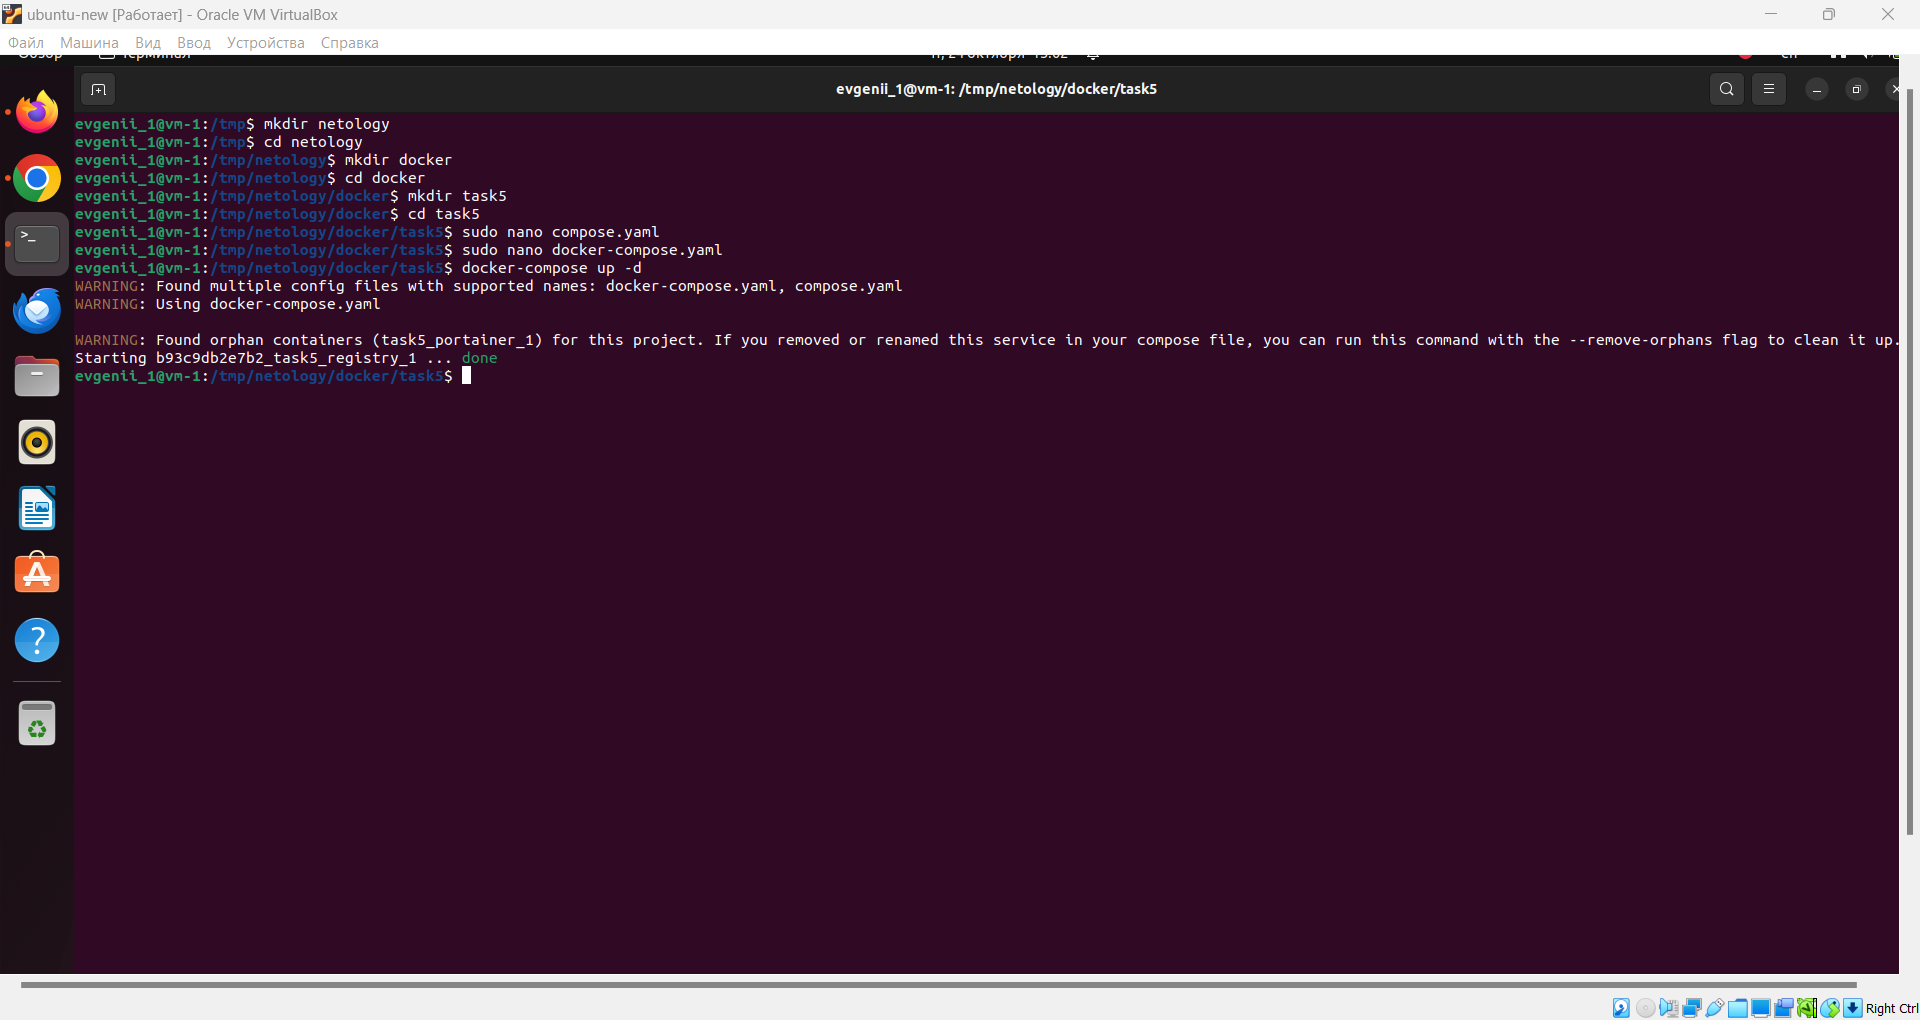 ubuntu-new [Работает] - Oracle VM VirtualBox
Файл Машина Вид Ввод Устройства Справка
evgenii_1@vm-1: /tmp/netology/docker/task5
evgenii_1@vm-1:/tmp$ mkdir netology
evgenii_1@vm-1:/tmp$ cd netology
evgenii_1@vm-1:/tmp/netology$ mkdir docker
evgenii_1@vm-1:/tmp/netology$ cd docker
evgenii_1@vm-1:/tmp/netology/docker$ mkdir task5
evgenii_1@vm-1:/tmp/netology/docker$ cd task5
evgenii_1@vm-1:/tmp/netology/docker/task5$ sudo nano compose.yaml
evgenii_1@vm-1:/tmp/netology/docker/task5$ sudo nano docker-compose.yaml
evgenii_1@vm-1:/tmp/netology/docker/task5$ docker-compose up -d
WARNING: Found multiple config files with supported names: docker-compose.yaml, compose.yaml
WARNING: Using docker-compose.yaml
WARNING: Found orphan containers (task5_portainer_1) for this project. If you removed or renamed this service in your compose file, you can run this command with the --remove-orphans flag to clean it up.
Starting b93c9db2e7b2_task5_registry_1 ... done
evgenii_1@vm-1:/tmp/netology/docker/task5$
Right Ctrl